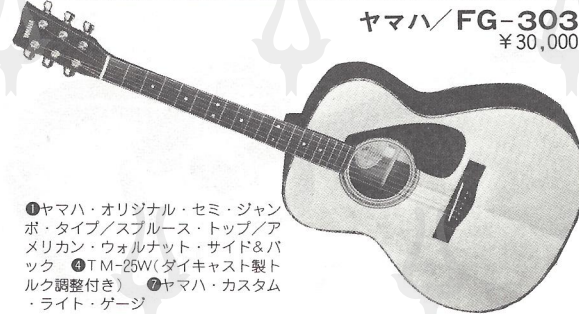 ヤマハ／FG-303
￥30,000
❶ヤマハ・オリジナル・セミ・ジャン
ボ・タイプ／スプルース・トップ／ア
メリカン・ウォルナット・サイド&バ
ック ❹TM-25W(ダイキャスト製ト
ルク調整付き) ❼ヤマハ・カスタム
・ライト・ゲージ